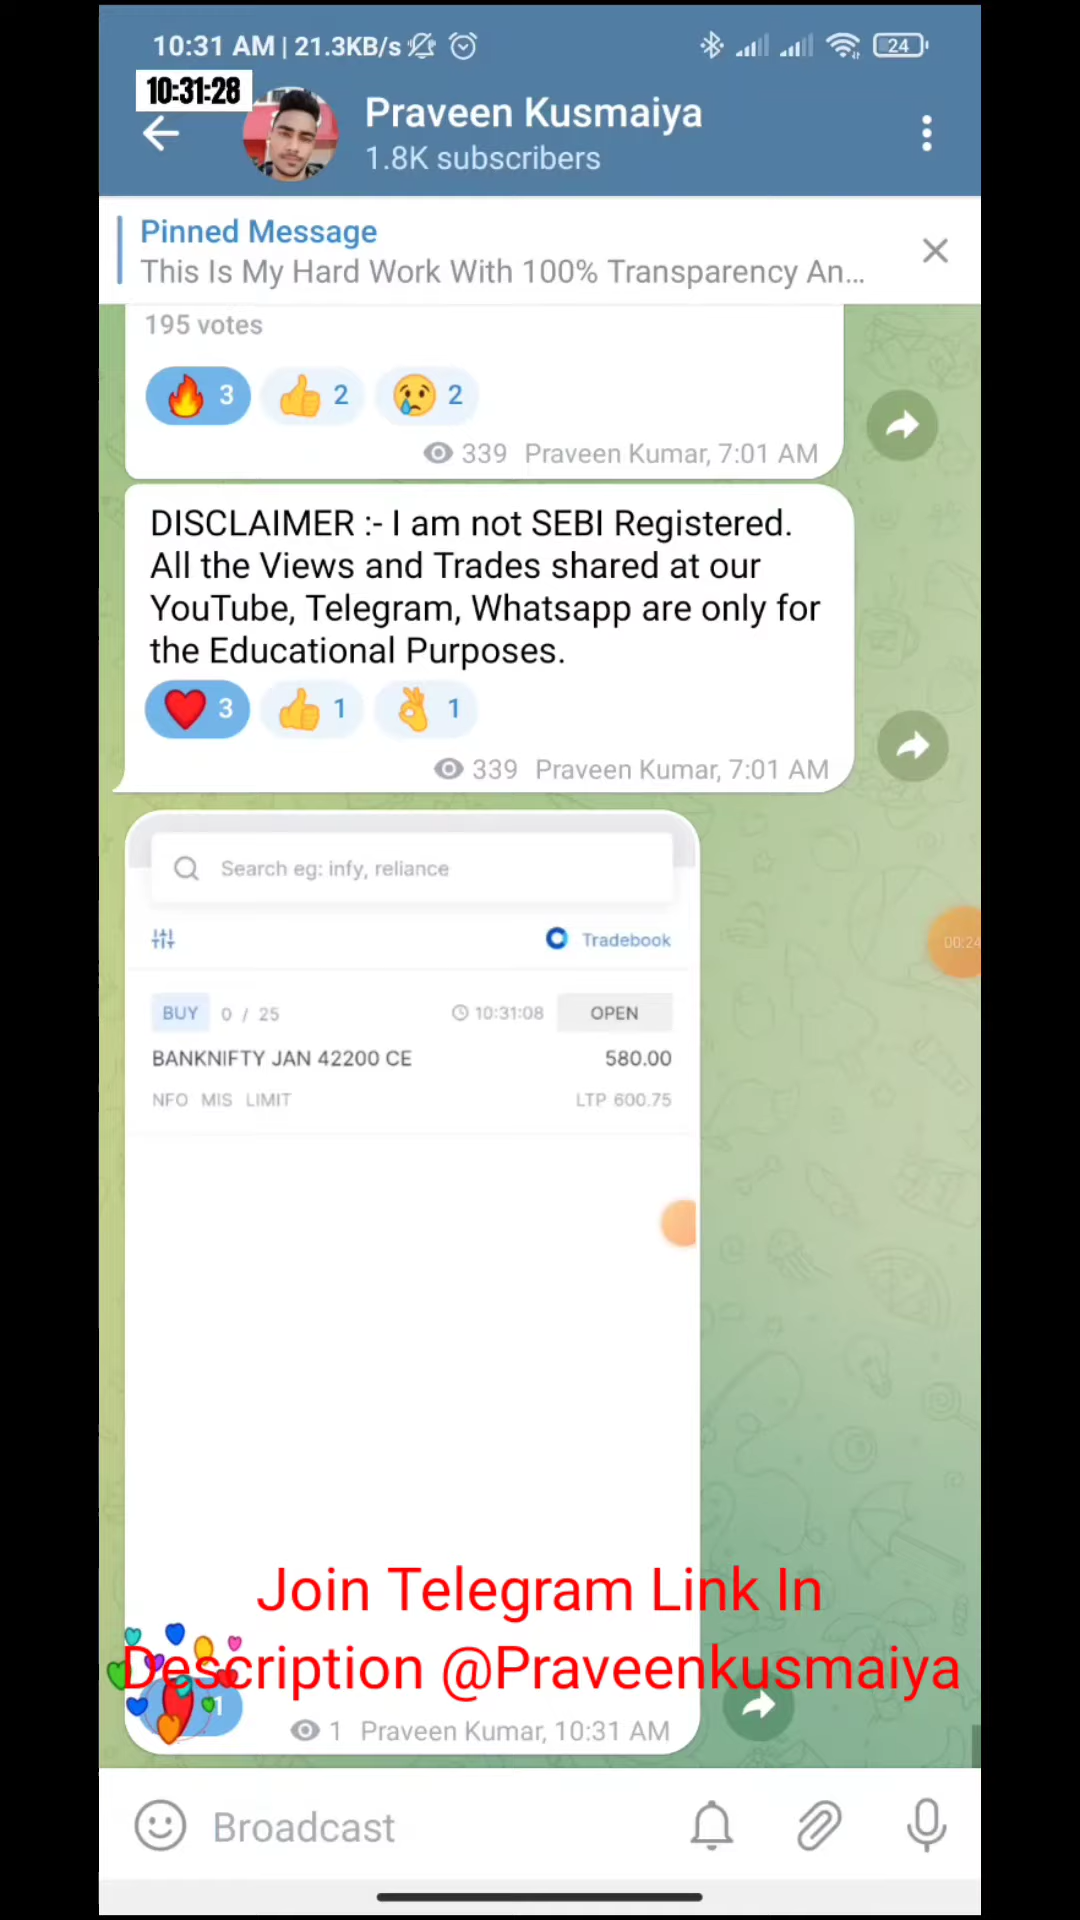 10:31 AM | 21.3KB/s
24
10:31:28
Praveen Kusmaiya
1.8K subscribers
Pinned Message
This Is My Hard Work With 100% Transparency An...
195 votes
3 2 2
339 Praveen Kumar, 7:01 AM
DISCLAIMER :- I am not SEBI Registered.
All the Views and Trades shared at our
YouTube, Telegram, Whatsapp are only for
the Educational Purposes.
3 1 1
339 Praveen Kumar, 7:01 AM
Search eg: infy, reliance
Tradebook
00:24
BUY 0 / 25 10:31:08 OPEN
BANKNIFTY JAN 42200 CE 580.00
NFO MIS LIMIT LTP 600.75
Join Telegram Link In
Description @Praveenkusmaiya
1
1 Praveen Kumar, 10:31 AM
Broadcast